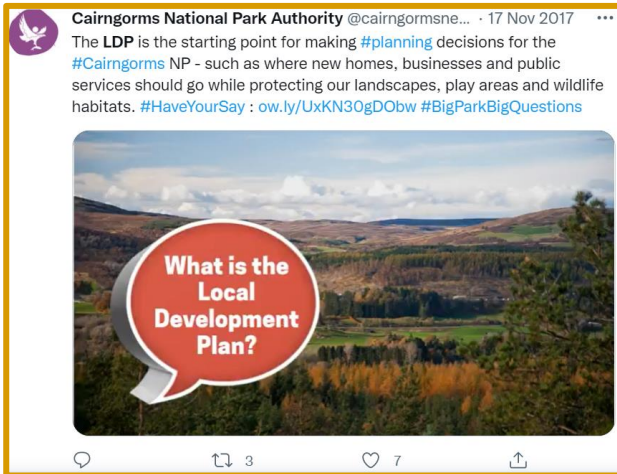 Cairngorms National Park Authority @cairngormsne... · 17 Nov 2017 •••
The LDP is the starting point for making #planning decisions for the
#Cairngorms NP - such as where new homes, businesses and public
services should go while protecting our landscapes, play areas and wildlife
habitats. #HaveYourSay : ow.ly/UxKN30gDObw #BigParkBigQuestions
What is the
Local
Development
Plan?
3 7